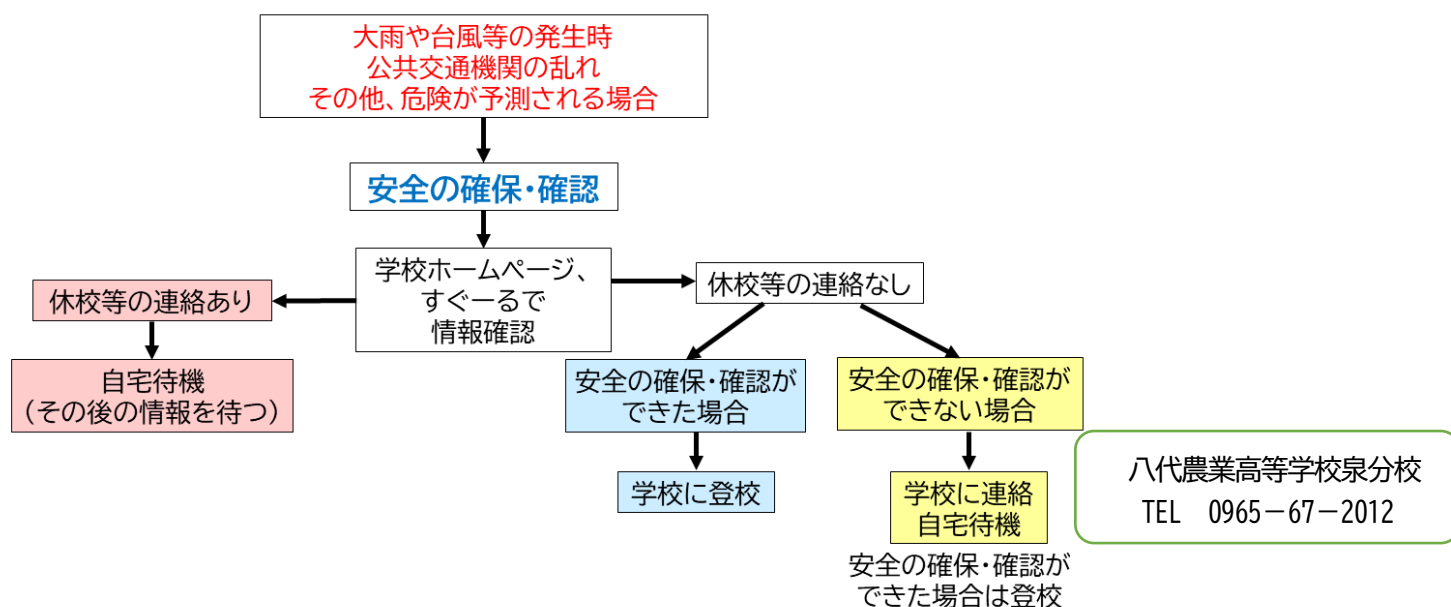 大雨や台風等の発生時
公共交通機関の乱れ
その他、危険が予測される場合
安全の確保・確認
学校ホームページ、
すぐーるで
情報確認
休校等の連絡あり
自宅待機
（その後の情報を待つ）
休校等の連絡なし
安全の確保・確認が
できた場合
学校に登校
安全の確保・確認が
できない場合
学校に連絡
自宅待機
安全の確保・確認が
できた場合は登校
八代農業高等学校泉分校
TEL　0965－67－2012